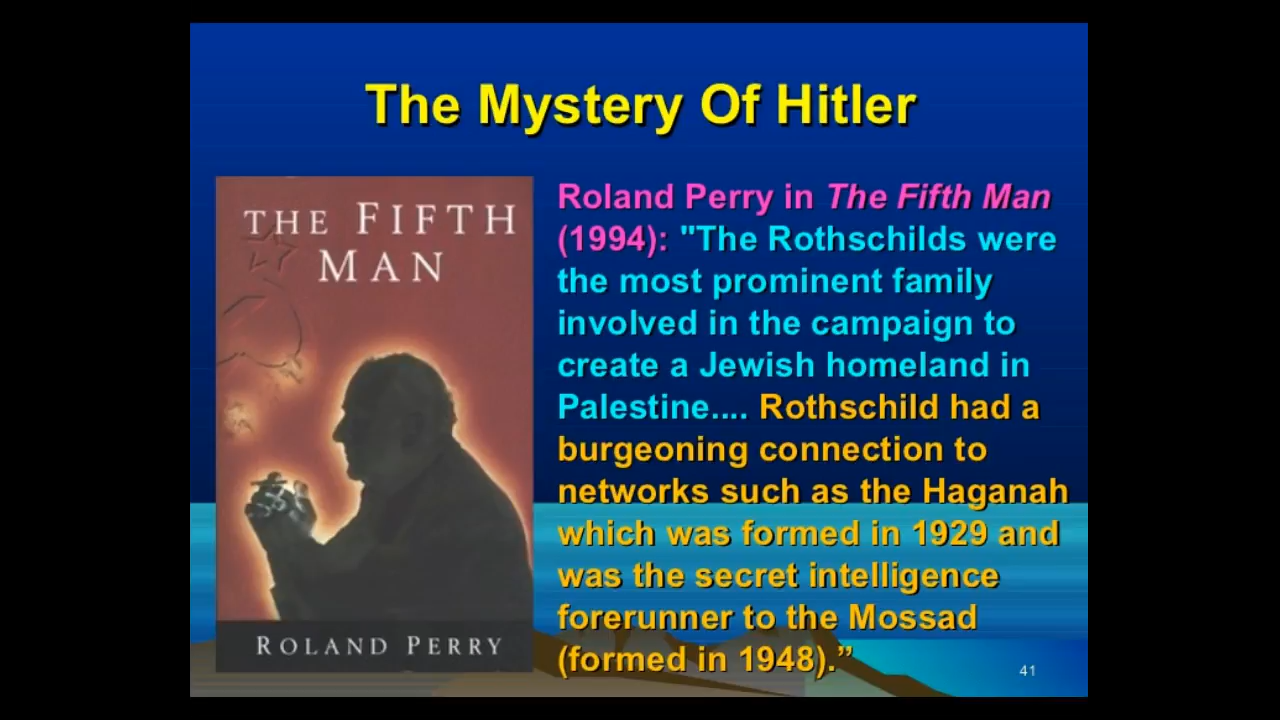 The Mystery Of Hitler
THE FIFTH
MAN
ROLAND PERRY
Roland Perry in The Fifth Man
(1994): "The Rothschilds were
the most prominent family
involved in the campaign to
create a Jewish homeland in
Palestine.... Rothschild had a
burgeoning connection to
networks such as the Haganah
which was formed in 1929 and
was the secret intelligence
forerunner to the Mossad
(formed in 1948).”
41